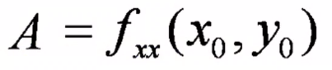 A = f_{xx}(x_0, y_0)